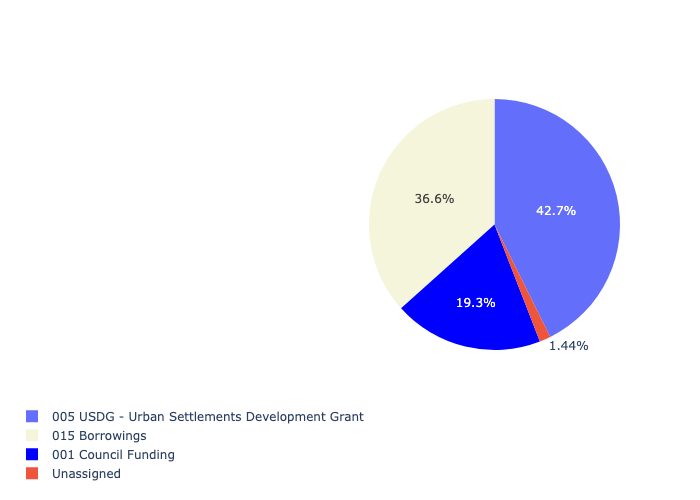 36.6%
42.7%
19.3%
1.44%
005 USDG - Urban Settlements Development Grant
015 Borrowings
001 Council Funding
Unassigned